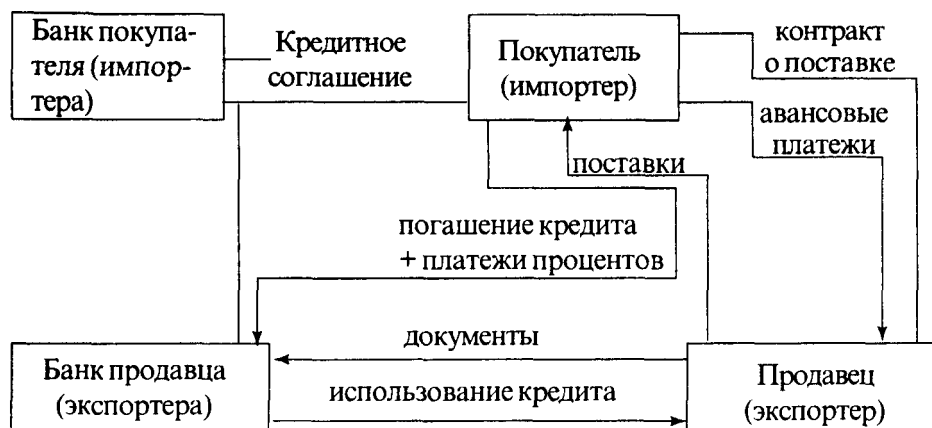 Банк покупа-
теля (импор-
тера)
Кредитное
соглашение
Покупатель
(импортер)
контракт
о поставке
авансовые
платежи
поставки
погашение кредита
+ платежи процентов
документы
Банк продавца
(экспортера)
использование кредита
Продавец
(экспортер)